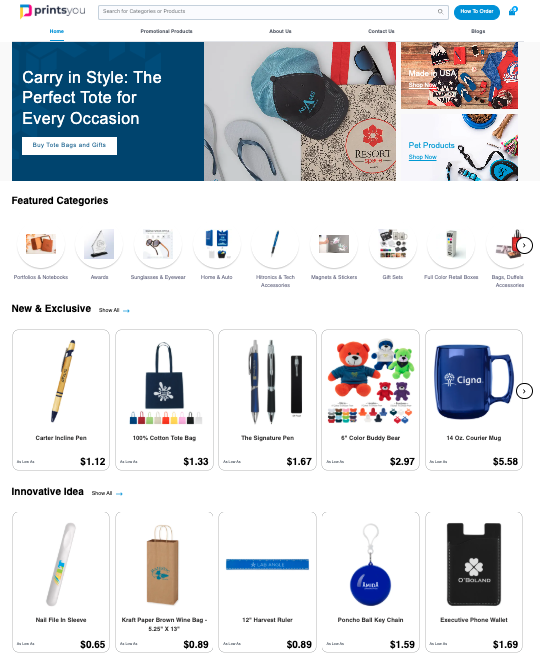 printsyou
Search for Categories or Products
How To Order
0
Home
Promotional Products
About Us
Contact Us
Blogs
Carry in Style: The
Perfect Tote for
Every Occasion
Buy Tote Bags and Gifts
RESORT
Made in USA
Shop Now
Pet Products
Shop Now
Featured Categories
Portfolios & Notebooks
Awards
Sunglasses & Eyewear
Home & Auto
Hitronics & Tech
Accessories
Magnets & Stickers
Gift Sets
Full Color Retail Boxes
Bags, Duffels
Accessories
New & Exclusive
Show All →
Cigna
Carter Incline Pen
As Low As
$1.12
100% Cotton Tote Bag
As Low As
$1.33
The Signature Pen
As Low As
$1.67
6" Color Buddy Bear
As Low As
$2.97
14 Oz. Courier Mug
As Low As
$5.58
Innovative Idea
Show All →
LAB ANGLE
AMIDA
O'BOLAND
Nail File In Sleeve
As Low As
$0.65
Kraft Paper Brown Wine Bag -
5.25" X 13"
As Low As
$0.89
12" Harvest Ruler
As Low As
$0.89
Poncho Ball Key Chain
As Low As
$1.59
Executive Phone Wallet
As Low As
$1.69